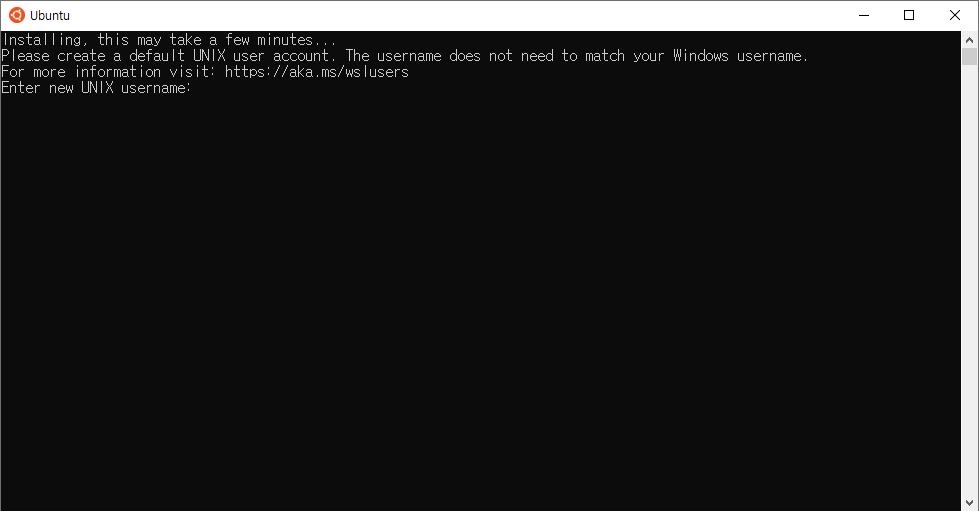 Ubuntu
Installing, this may take a few minutes...
Please create a default UNIX user account. The username does not need to match your Windows username.
For more information visit: https://aka.ms/wslusers
Enter new UNIX username: